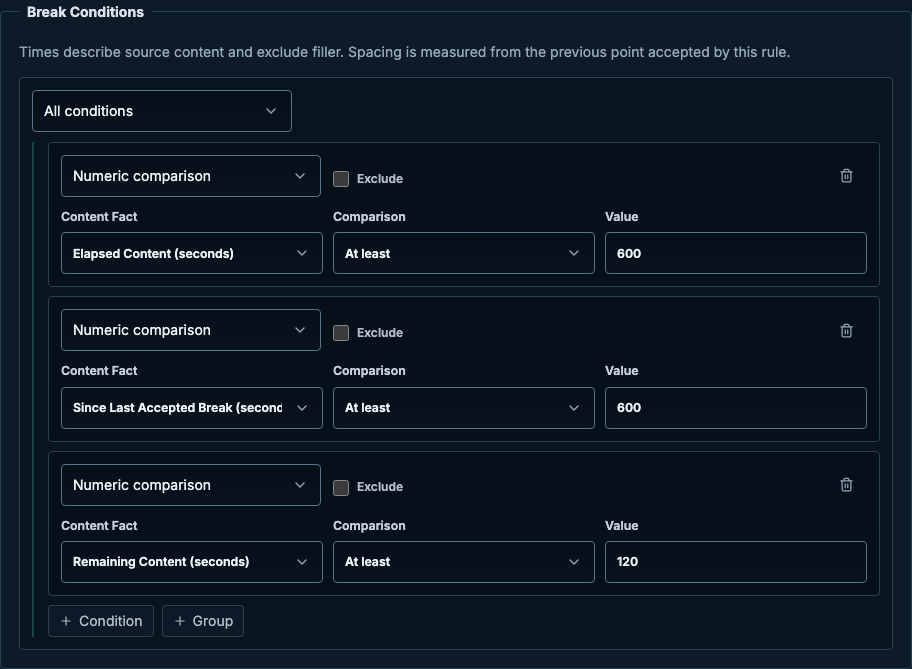 Break Conditions
Times describe source content and exclude filler. Spacing is measured from the previous point accepted by this rule.
All conditions
Numeric comparison
Exclude
Content Fact
Comparison
Value
Elapsed Content (seconds)
At least
600
Numeric comparison
Exclude
Content Fact
Comparison
Value
Since Last Accepted Break (second
At least
600
Numeric comparison
Exclude
Content Fact
Comparison
Value
Remaining Content (seconds)
At least
120
+ Condition
+ Group